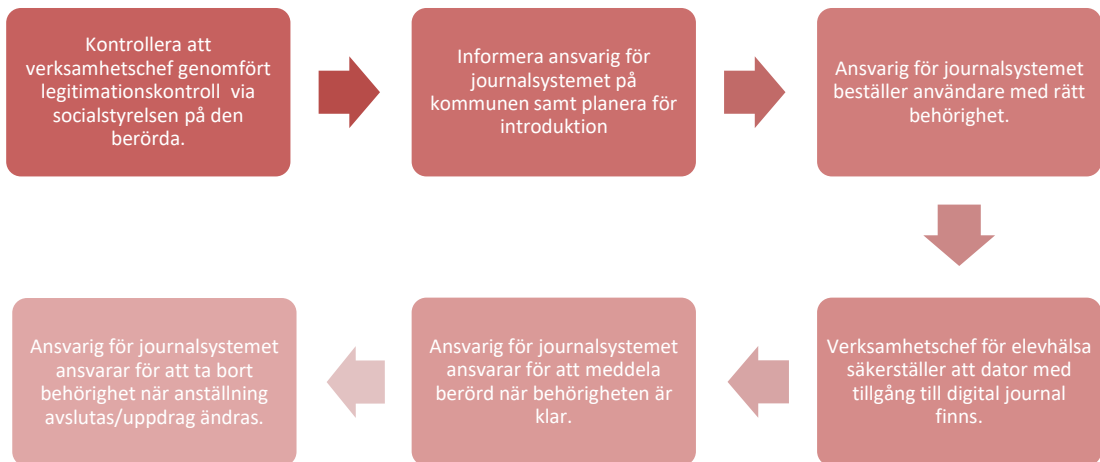 Kontrollera att
verksamhetschef genomfört
legitimationskontroll via
socialstyrelsen på den
berörda.
Informera ansvarig för
journalsystemet på
kommunen samt planera för
introduktion
Ansvarig för journalsystemet
beställer användare med rätt
behörighet.
Verksamhetschef för elevhälsa
säkerställer att dator med
tillgång till digital journal
finns.
Ansvarig för journalsystemet
ansvarar för att meddela
berörd när behörigheten är
klar.
Ansvarig för journalsystemet
ansvarar för att ta bort
behörighet när anställning
avslutas/uppdrag ändras.